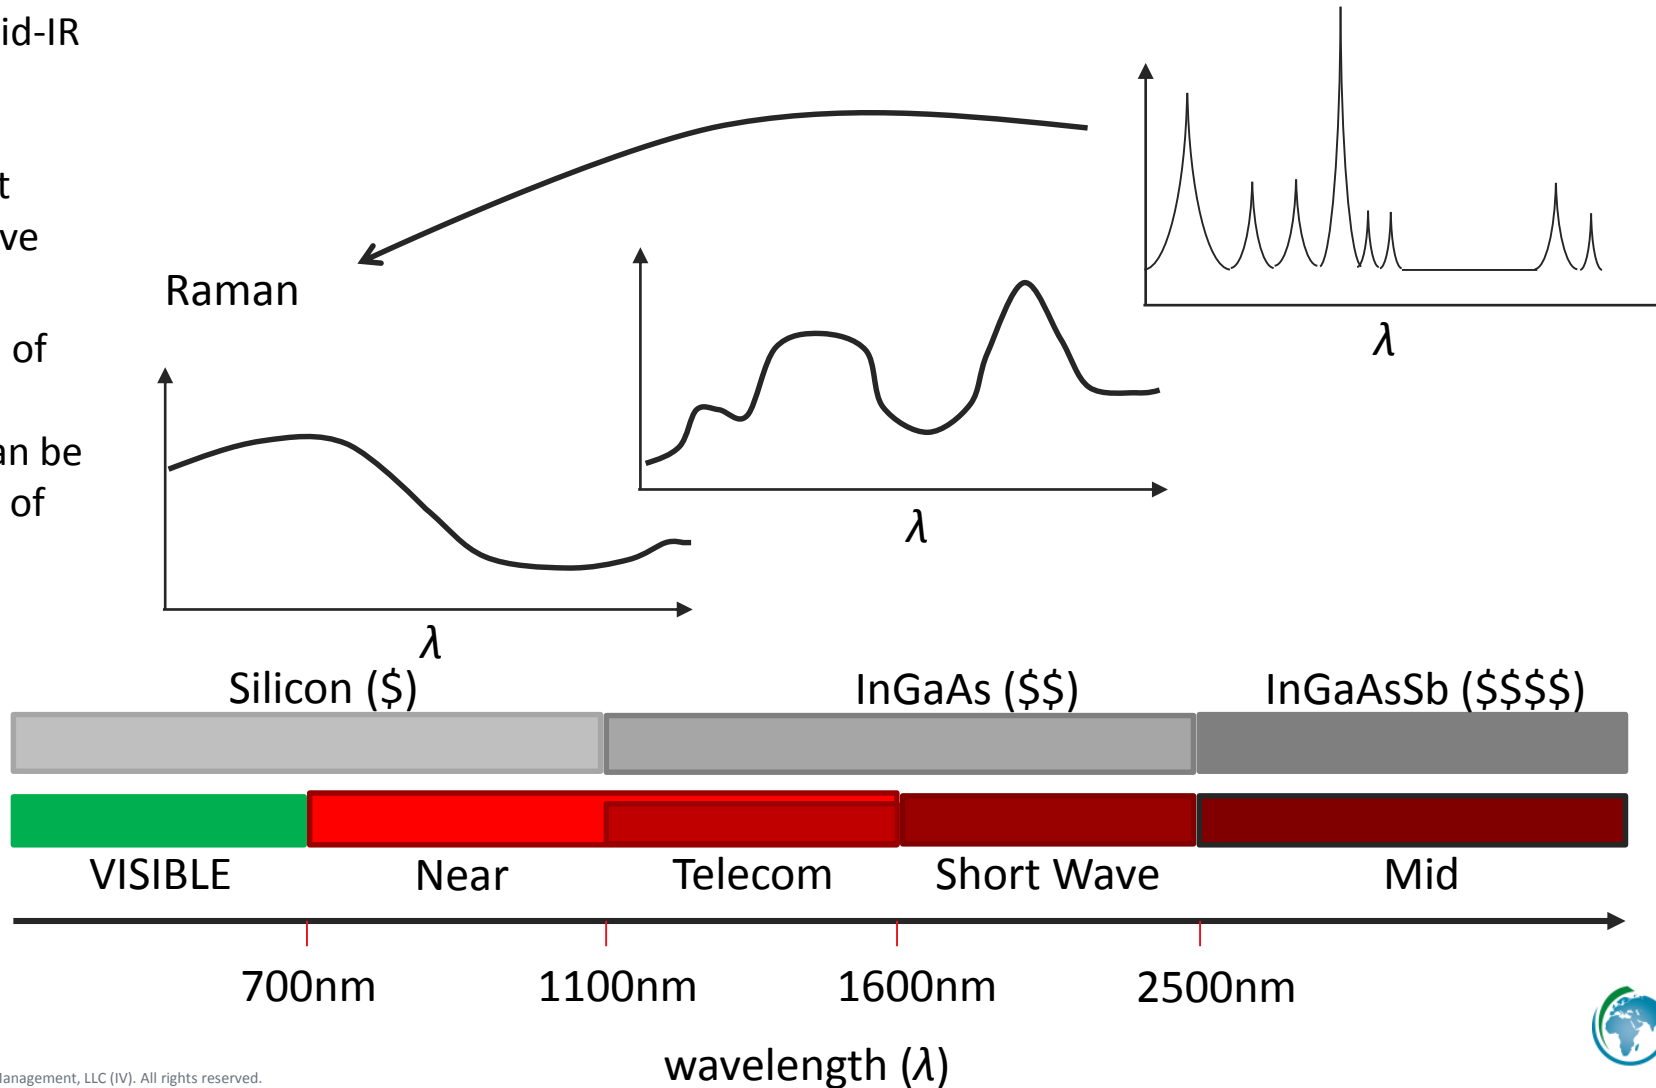 id-IR
t
ve
of
an be
of
Raman
λ
λ
λ
Silicon ($)
InGaAs ($$)
InGaAsSb ($$$$)
VISIBLE
Near
Telecom
Short Wave
Mid
700nm
1100nm
1600nm
2500nm
wavelength (λ)
Management, LLC (IV). All rights reserved.